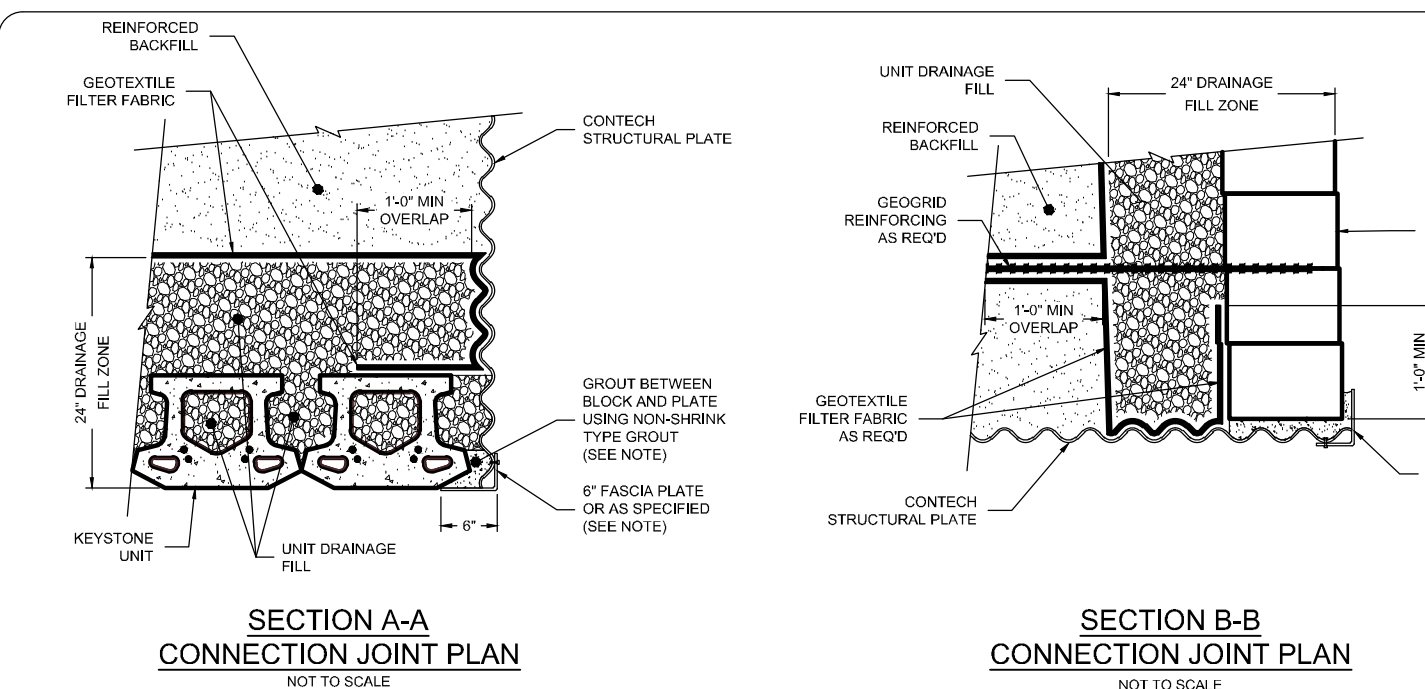 REINFORCED
BACKFILL
GEOTEXTILE
FILTER FABRIC
CONTECH
STRUCTURAL PLATE
1'-0" MIN
OVERLAP
24" DRAINAGE
FILL ZONE
GROUT BETWEEN
BLOCK AND PLATE
USING NON-SHRINK
TYPE GROUT
(SEE NOTE)
6" FASCIA PLATE
OR AS SPECIFIED
(SEE NOTE)
6"
KEYSTONE
UNIT
UNIT DRAINAGE
FILL
SECTION A-A
CONNECTION JOINT PLAN
NOT TO SCALE
UNIT DRAINAGE
FILL
24" DRAINAGE
FILL ZONE
REINFORCED
BACKFILL
GEOGRID
REINFORCING
AS REQ'D
1'-0" MIN
OVERLAP
1'-0" MIN
GEOTEXTILE
FILTER FABRIC
AS REQ'D
CONTECH
STRUCTURAL PLATE
SECTION B-B
CONNECTION JOINT PLAN
NOT TO SCALE